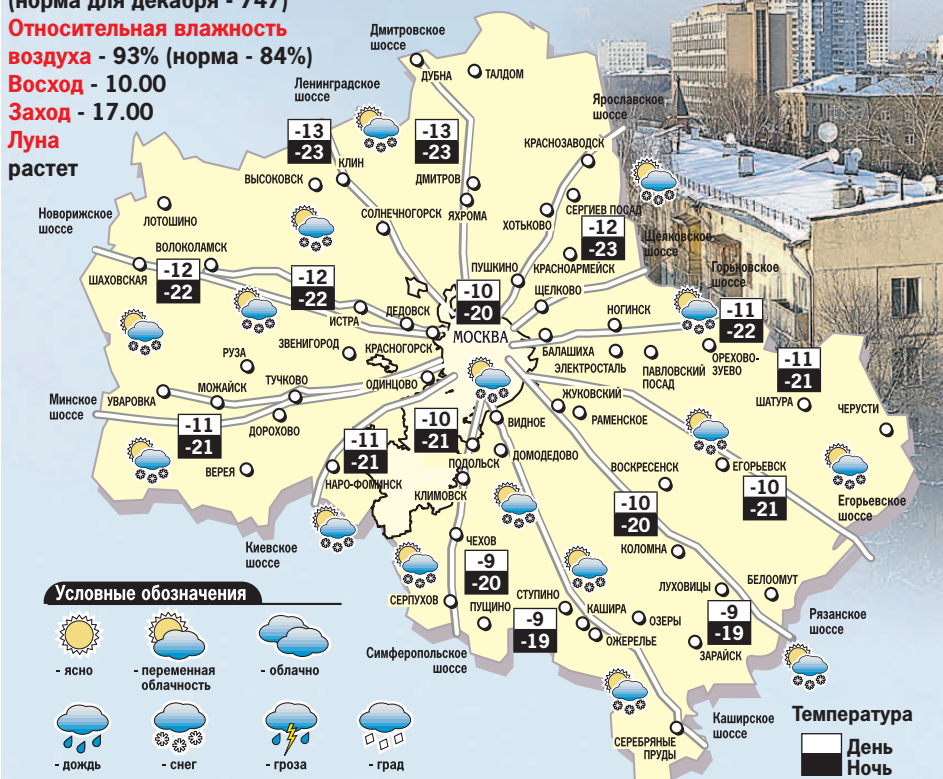 (норма для декабря - 747)
Относительная влажность
воздуха - 93% (норма - 84%)
Восход - 10.00
Заход - 17.00
Луна
растет
Дмитровское
шоссе
ДУБНА
ТАЛДОМ
Ленинградское
шоссе
Ярославское
шоссе
-13
-23
-13
-23
КРАСНОЗАВОДСК
КЛИН
ВЫСОКОВСК
ДМИТРОВ
СЕРГИЕВ ПОСАД
Новорижское
шоссе
ЛОТОШИНО
СОЛНЕЧНОГОРСК
ЯХРОМА
ХОТЬКОВО
-12
-23
Щелковское
шоссе
ВОЛОКОЛАМСК
ШАХОВСКАЯ
-12
-22
-12
-22
ПУШКИНО
КРАСНОАРМЕЙСК
Горьковское
шоссе
-10
-20
ЩЕЛКОВО
НОГИНСК
-11
-22
ИСТРА
ДЕДОВСК
МОСКВА
ЗВЕНИГОРОД
КРАСНОГОРСК
БАЛАШИХА
ЭЛЕКТРОСТАЛЬ
ПАВЛОВСКИЙ
ПОСАД
ОРЕХОВО-
ЗУЕВО
-11
-21
РУЗА
ТУЧКОВО
ОДИНЦОВО
Минское
шоссе
УВАРОВКА
МОЖАЙСК
ЖУКОВСКИЙ
РАМЕНСКОЕ
ШАТУРА
ЧЕРУСТИ
-11
-21
ДОРОХОВО
-10
-21
ВИДНОЕ
ВЕРЕЯ
-11
-21
НАРО-ФОМИНСК
ПОДОЛЬСК
ДОМОДЕДОВО
ВОСКРЕСЕНСК
ЕГОРЬЕВСК
КЛИМОВСК
-10
-20
-10
-21
Егорьевское
шоссе
Киевское
шоссе
ЧЕХОВ
КОЛОМНА
-9
-20
СЕРПУХОВ
ПУЩИНО
СТУПИНО
-9
-19
КАШИРА
ОЖЕРЕЛЬЕ
ОЗЕРЫ
ЛУХОВИЦЫ
БЕЛООМУТ
-9
-19
ЗАРАЙСК
Рязанское
шоссе
Симферопольское
шоссе
СЕРЕБРЯНЫЕ
ПРУДЫ
Каширское
шоссе
Условные обозначения
- ясно
- переменная
облачность
- облачно
- дождь
- снег
- гроза
- град
Температура
День
Ночь